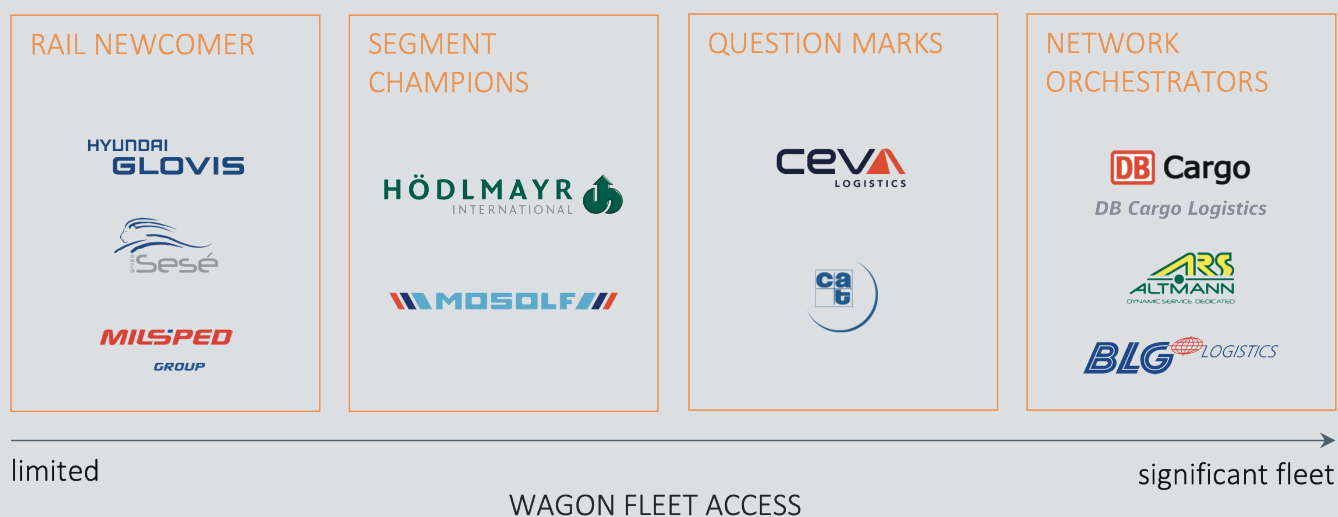 RAIL NEWCOMER
HYUNDAI
GLOVIS
grupo
Sesé
MILSPED
GROUP
SEGMENT
CHAMPIONS
HÖDLMAYR
INTERNATIONAL
MOSOLF
QUESTION MARKS
CEVA
LOGISTICS
cat
NETWORK
ORCHESTRATORS
DB Cargo
DB Cargo Logistics
ARS
ALTMANN
DYNAMIC SERVICE DEDICATED
BLG LOGISTICS
limited
significant fleet
WAGON FLEET ACCESS